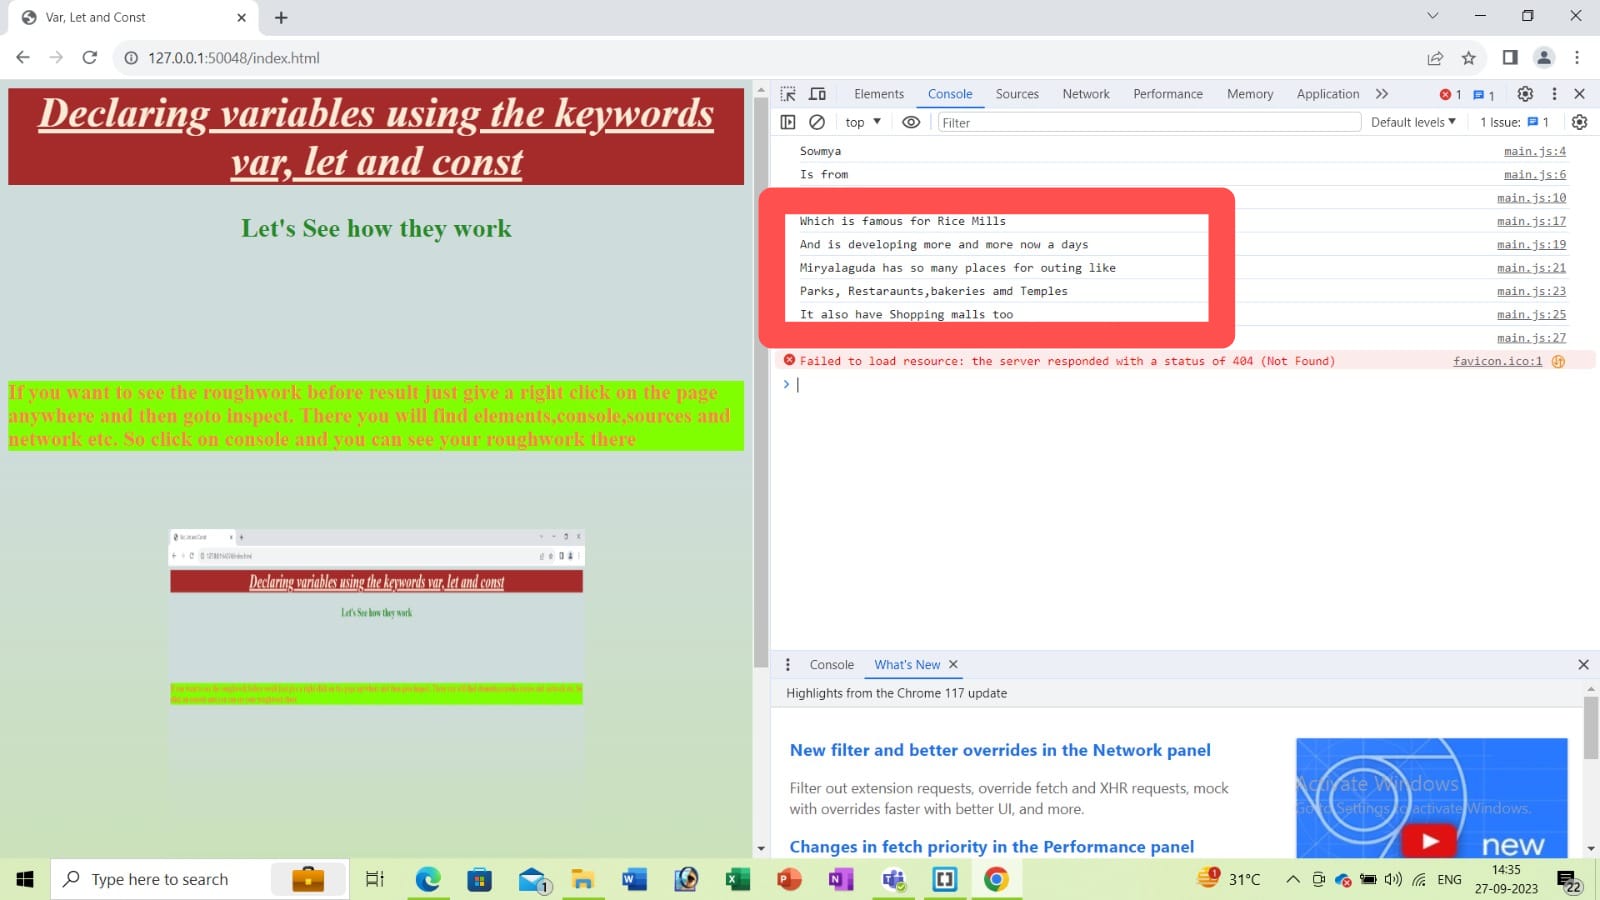 Var, Let and Const
127.0.0.1:50048/index.html
Declaring variables using the keywords
var, let and const
Let's See how they work
If you want to see the roughwork before result just give a right click on the page
anywhere and then goto inspect. There you will find elements,console,sources and
network etc. So click on console and you can see your roughwork there
Declaring variables using the keywords var, let and const
Let's See how they work
Elements Console Sources Network Performance Memory Application 1 1
top Filter Default levels 1 Issue: 1
Sowmya main.js:4
Is from main.js:6
main.js:10
Which is famous for Rice Mills main.js:17
And is developing more and more now a days main.js:19
Miryalaguda has so many places for outing like main.js:21
Parks, Restaraunts,bakeries amd Temples main.js:23
It also have Shopping malls too main.js:25
main.js:27
Failed to load resource: the server responded with a status of 404 (Not Found) favicon.ico:1
Console What's New
Highlights from the Chrome 117 update
New filter and better overrides in the Network panel
Filter out extension requests, override fetch and XHR requests, mock
with overrides faster with better UI, and more.
Changes in fetch priority in the Performance panel
Activate Windows
Go to Settings to activate Windows.
new
Type here to search
1
1
31°C
ENG
14:35
27-09-2023
22